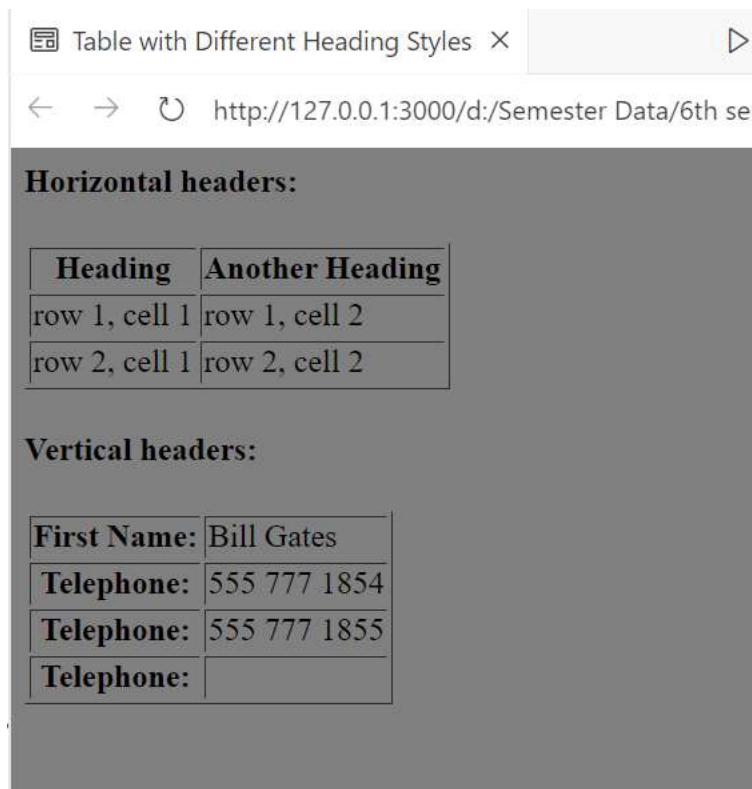 Table with Different Heading Styles
http://127.0.0.1:3000/d:/Semester Data/6th se
Horizontal headers:
Heading Another Heading
row 1, cell 1 row 1, cell 2
row 2, cell 1 row 2, cell 2
Vertical headers:
First Name: Bill Gates
Telephone: 555 777 1854
Telephone: 555 777 1855
Telephone: